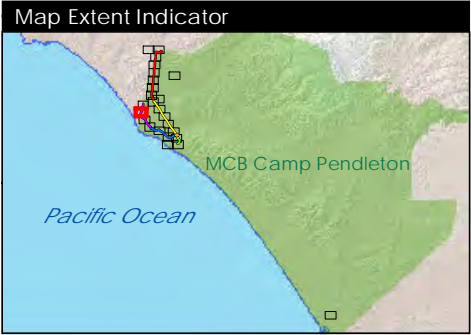 Map Extent Indicator
MCB Camp Pendleton
Pacific Ocean